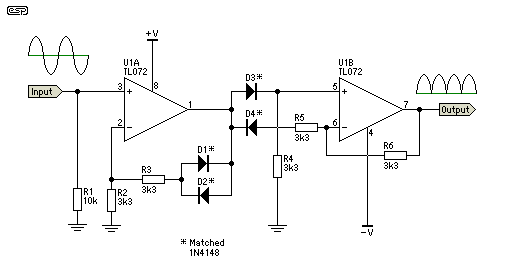 esp
+V
U1A
TL072
8
3
+
2
−
1
Input
R1
10k
R2
3k3
R3
3k3
D1*
D2*
D3*
D4*
R4
3k3
R5
3k3
U1B
TL072
5
+
6
−
7
4
R6
3k3
Output
-V
* Matched
1N4148